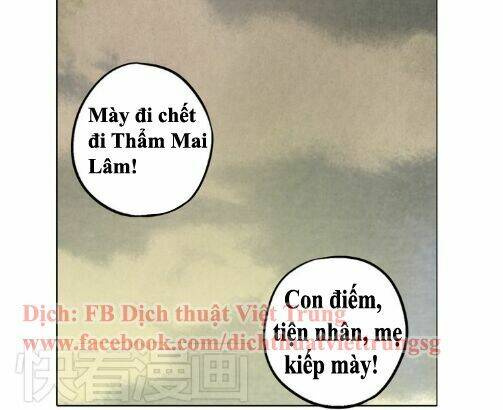 Mày đi chết
đi Thẩm Mai
Lâm!
Con điếm,
tiện nhân, mẹ
kiếp mày!
Dịch: FB Dịch thuật Việt Trung
www.facebook.com/dichthuatviettrungsg
快看漫画